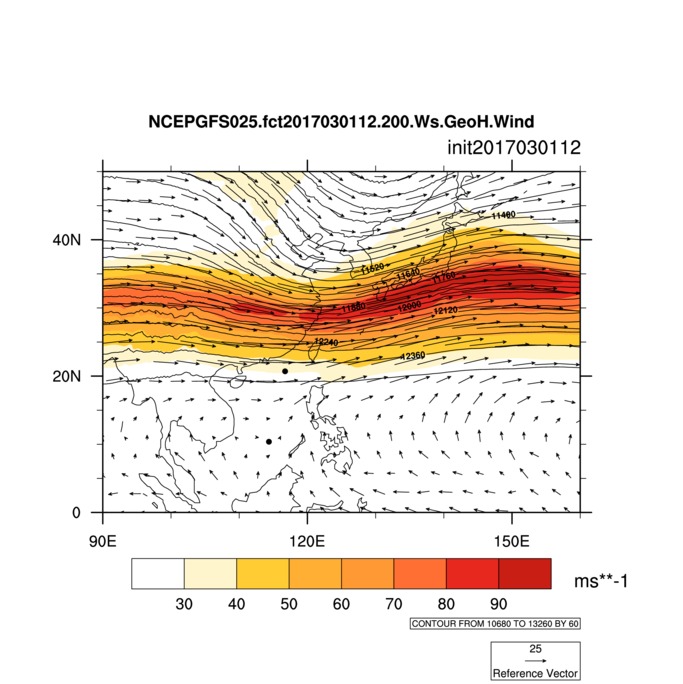 NCEPGFS025.fct2017030112.200.Ws.GeoH.Wind
init2017030112
11400
40N
11520
11640
11760
11880
12000
12120
12240
12360
20N
0
90E 120E 150E
ms**-1
30 40 50 60 70 80 90
CONTOUR FROM 10680 TO 13260 BY 60
25
Reference Vector